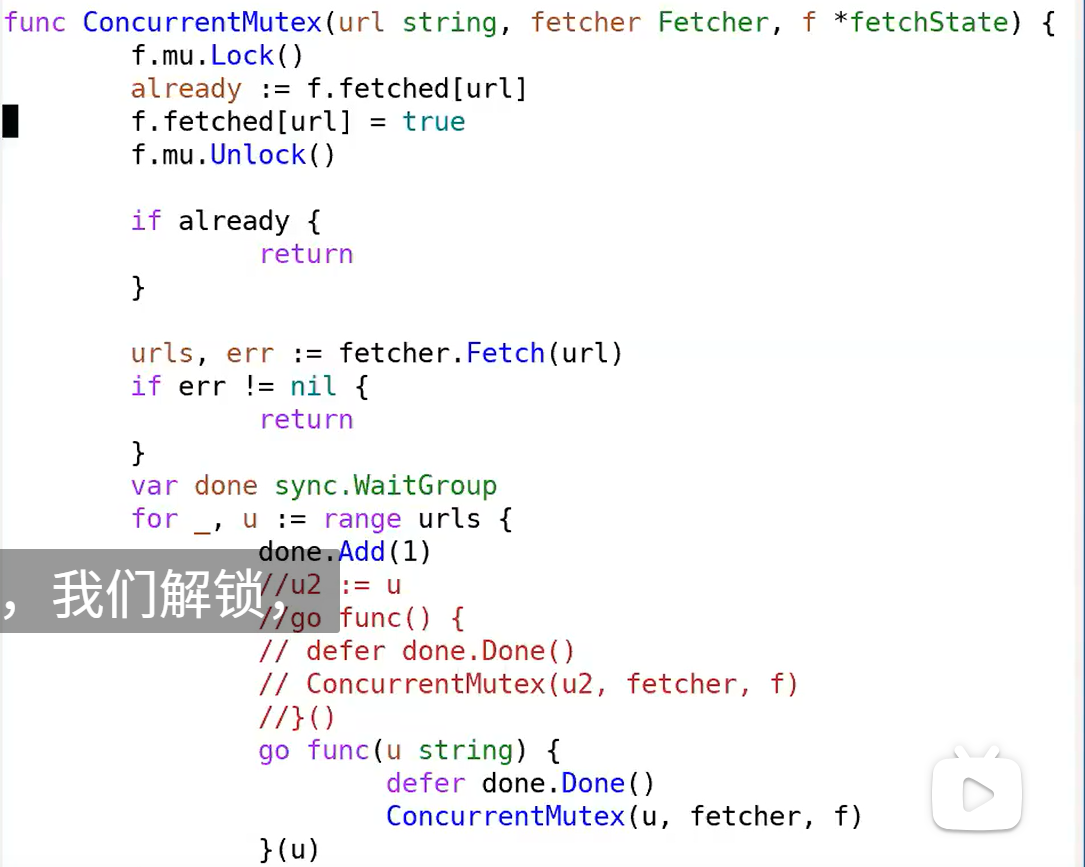 func ConcurrentMutex(url string, fetcher Fetcher, f *fetchState) {
        f.mu.Lock()
        already := f.fetched[url]
        f.fetched[url] = true
        f.mu.Unlock()
        if already {
                return
        }
        urls, err := fetcher.Fetch(url)
        if err != nil {
                return
        }
        var done sync.WaitGroup
        for _, u := range urls {
                done.Add(1)
                //u2 := u
，我们解锁，
                //go func() {
                // defer done.Done()
                // ConcurrentMutex(u2, fetcher, f)
                //}()
                go func(u string) {
                        defer done.Done()
                        ConcurrentMutex(u, fetcher, f)
                }(u)